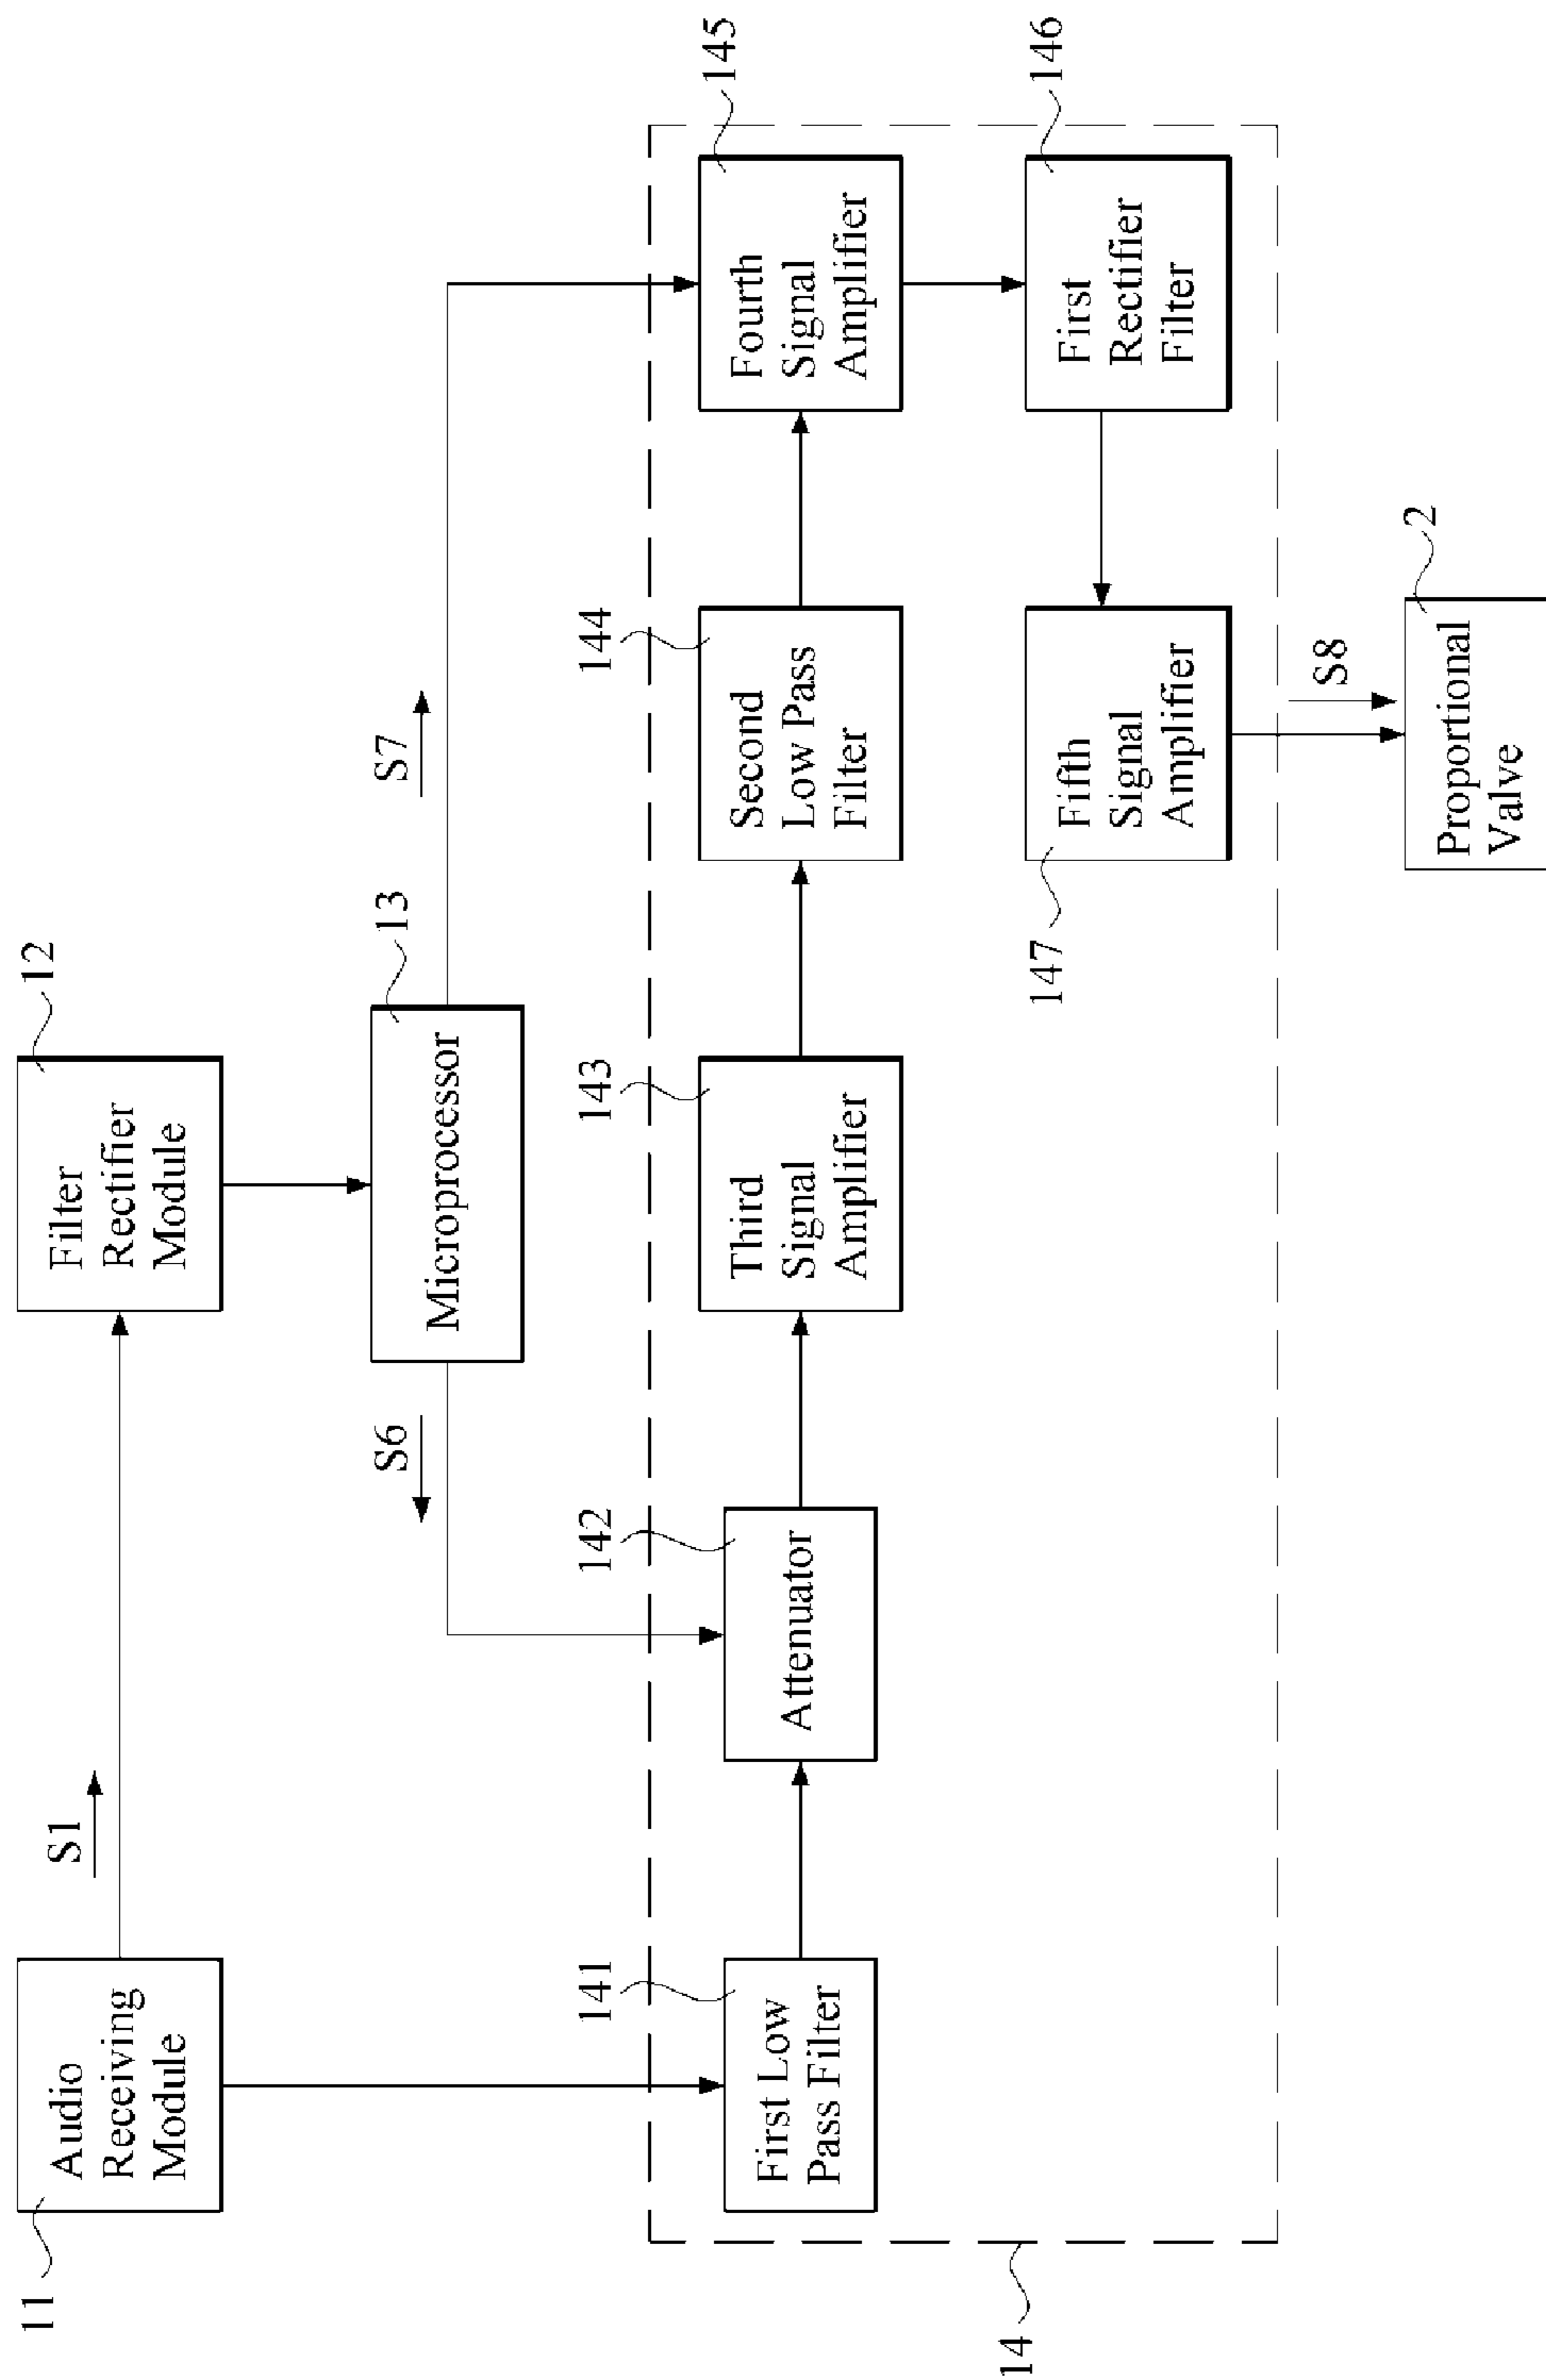 11
Audio
Receiving
Module
S1
12
Filter
Rectifier
Module
13
Microprocessor
S6
S7
14
141
First Low
Pass Filter
142
Attenuator
143
Third
Signal
Amplifier
144
Second
Low Pass
Filter
145
Fourth
Signal
Amplifier
146
First
Rectifier
Filter
147
Fifth
Signal
Amplifier
S8
2
Proportional
Valve